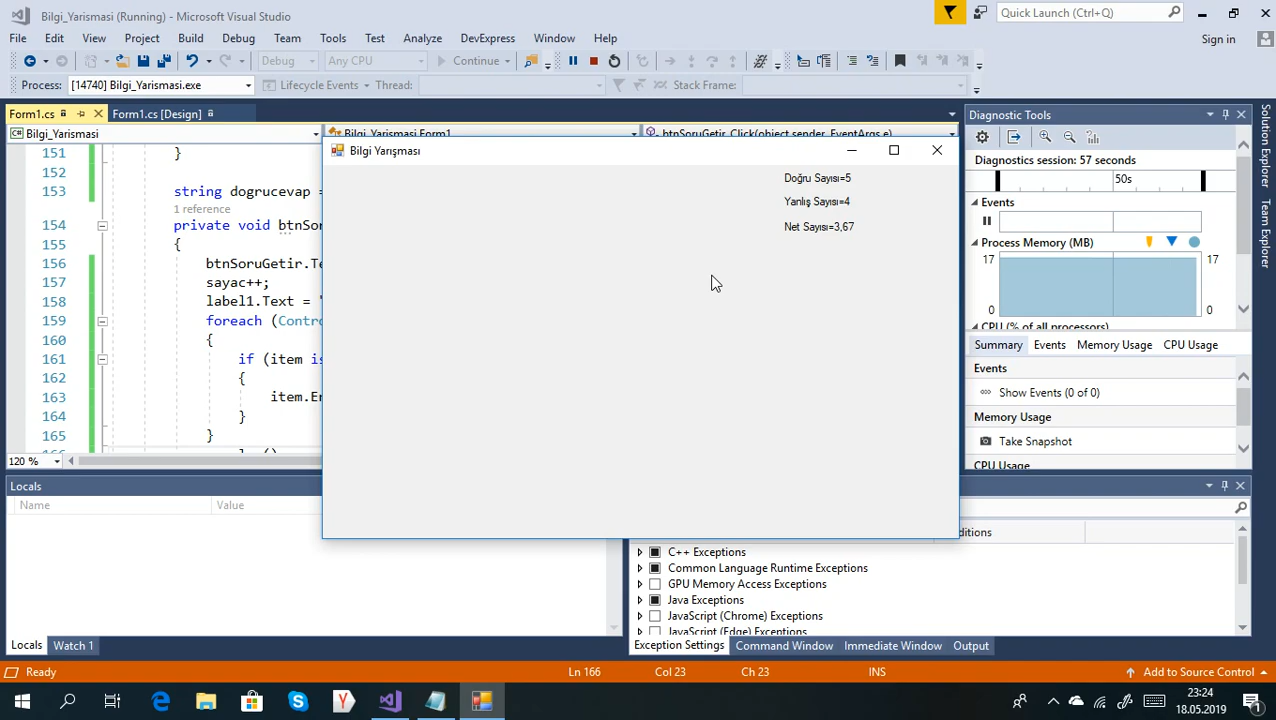 Bilgi_Yarismasi (Running) - Microsoft Visual Studio
Quick Launch (Ctrl+Q)
File Edit View Project Build Debug Team Tools Test Analyze DevExpress Window Help
Sign in
Debug Any CPU Continue
Process: [14740] Bilgi_Yarismasi.exe Lifecycle Events Thread: Stack Frame:
Form1.cs Form1.cs [Design]
Bilgi_Yarismasi Bilgi_Yarismasi.Form1 btnSoruGetir_Click(object sender, EventArgs e)
Diagnostic Tools
Solution Explorer
Team Explorer
Diagnostics session: 57 seconds
50s
Events
Process Memory (MB)
17 17
0 0
CPU (% of all processors)
Summary Events Memory Usage CPU Usage
Events
Show Events (0 of 0)
Memory Usage
Take Snapshot
CPU Usage
151 }
152
153 string dogrucevap =
1 reference
154 private void btnSo
155 {
156 btnSoruGetir.Te
157 sayac++;
158 label1.Text = "
159 foreach (Contro
160 {
161 if (item is
162 {
163 item.En
164 }
165 }
166
120 %
Bilgi Yarışması
Doğru Sayısı=5
Yanlış Sayısı=4
Net Sayısı=3,67
Locals
Name Value
Locals Watch 1
ditions
C++ Exceptions
Common Language Runtime Exceptions
GPU Memory Access Exceptions
Java Exceptions
JavaScript (Chrome) Exceptions
JavaScript (Edge) Exceptions
Exception Settings Command Window Immediate Window Output
Ready Ln 166 Col 23 Ch 23 INS Add to Source Control
23:24
18.05.2019
1